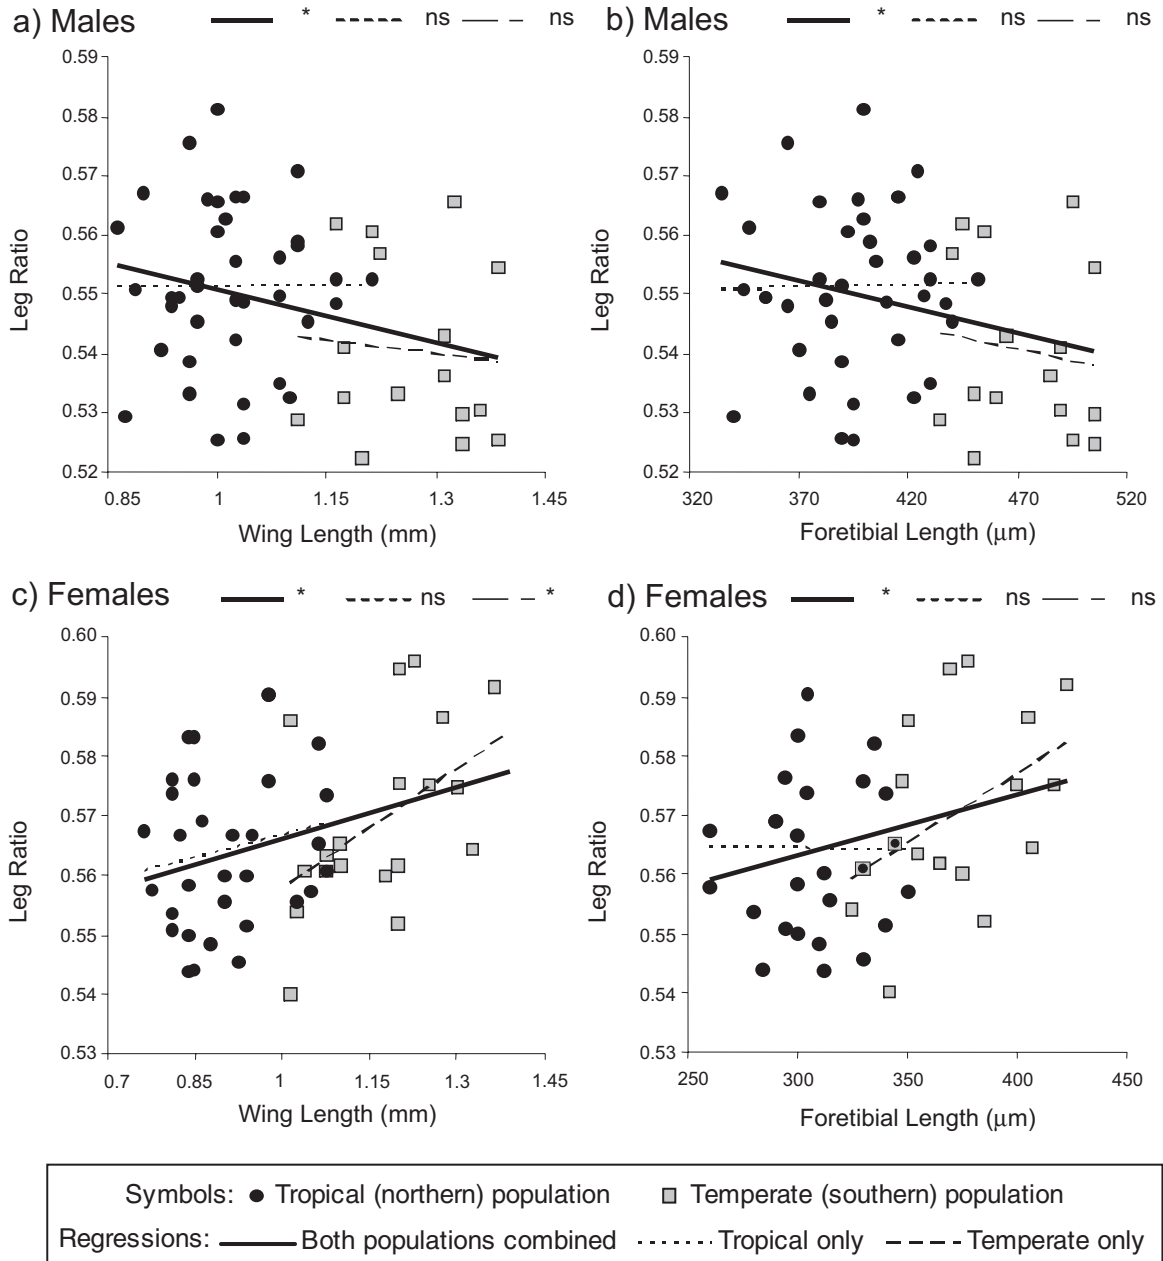 a) Males * ns ns
0.59
0.58
0.57
0.56
0.55
0.54
0.53
0.52
Leg Ratio
0.85 1 1.15 1.3 1.45
Wing Length (mm)
b) Males * ns ns
0.59
0.58
0.57
0.56
0.55
0.54
0.53
0.52
Leg Ratio
320 370 420 470 520
Foretibial Length (μm)
c) Females * ns *
0.60
0.59
0.58
0.57
0.56
0.55
0.54
0.53
Leg Ratio
0.7 0.85 1 1.15 1.3 1.45
Wing Length (mm)
d) Females * ns ns
0.60
0.59
0.58
0.57
0.56
0.55
0.54
0.53
Leg Ratio
250 300 350 400 450
Foretibial Length (μm)
Symbols: Tropical (northern) population Temperate (southern) population
Regressions: Both populations combined Tropical only Temperate only